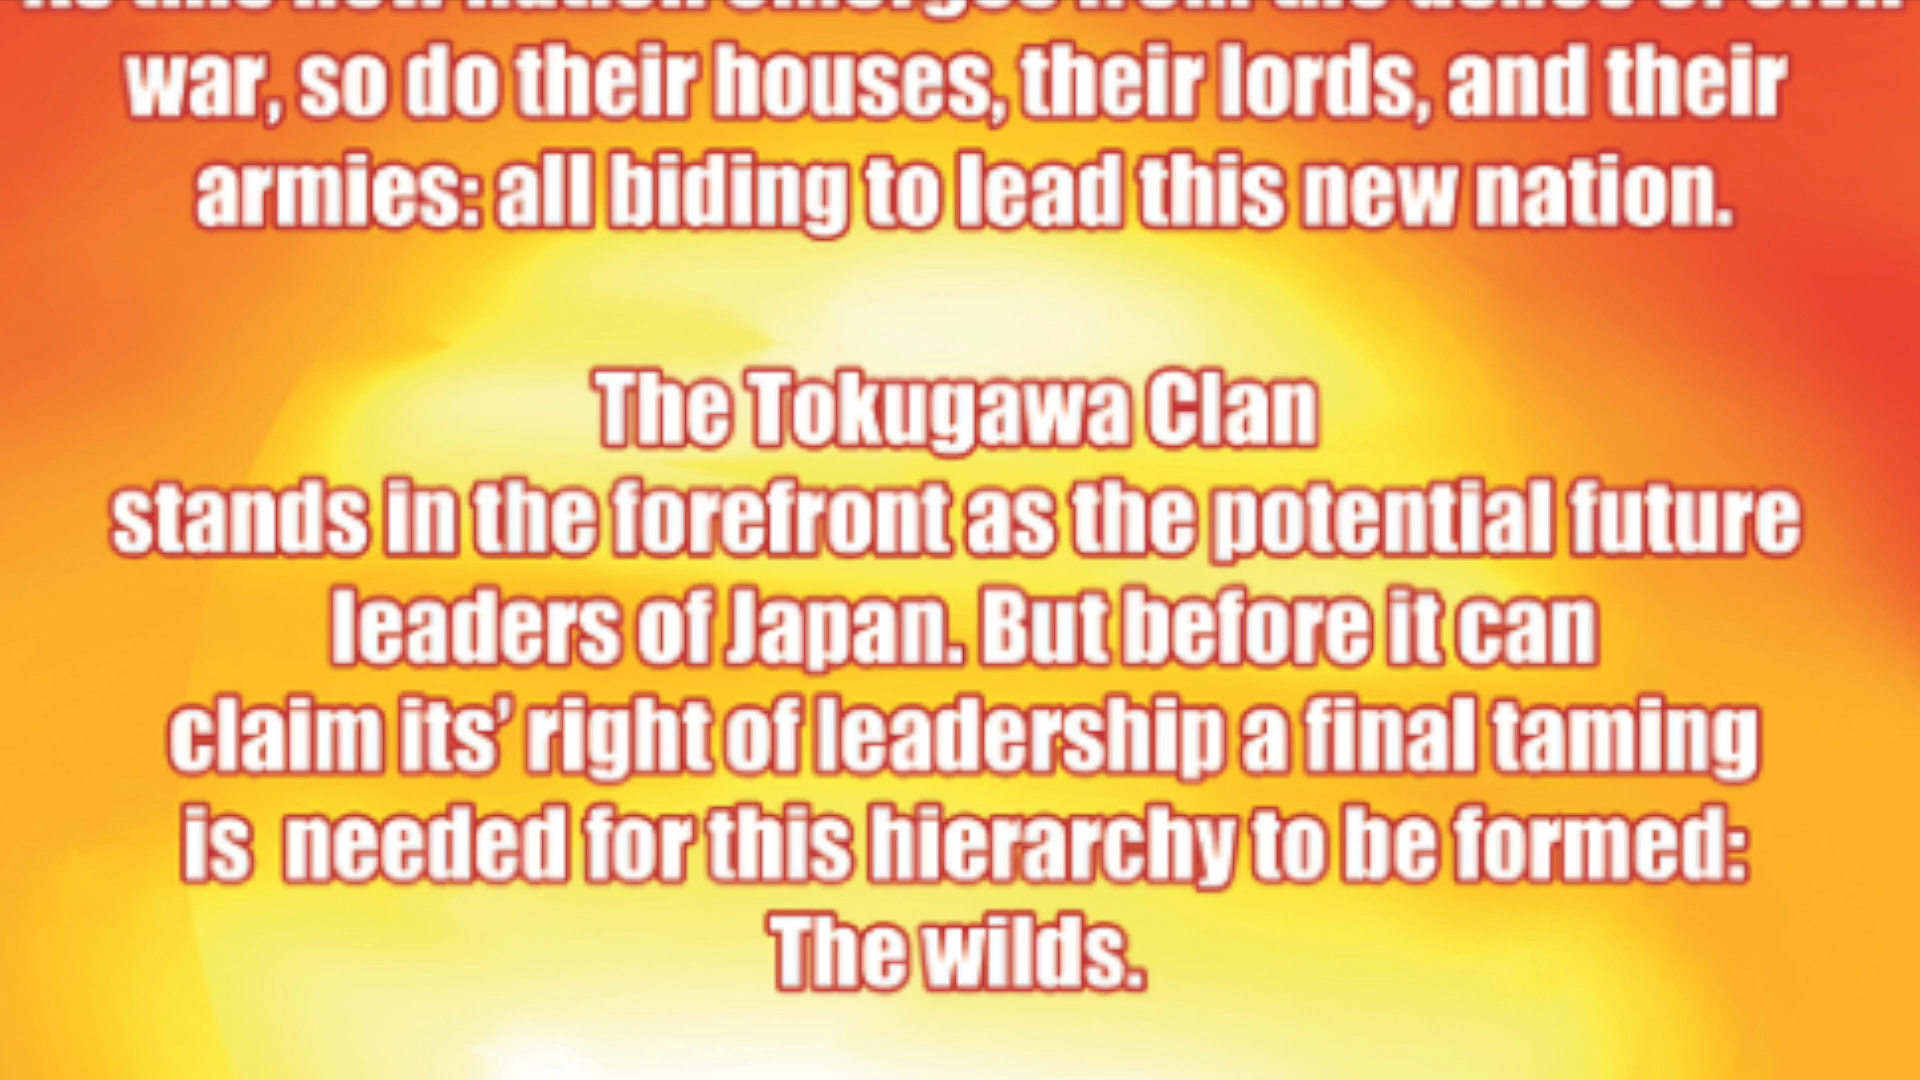 war, so do their houses, their lords, and their
armies: all biding to lead this new nation.
The Tokugawa Clan
stands in the forefront as the potential future
leaders of Japan. But before it can
claim its’ right of leadership a final taming
is  needed for this hierarchy to be formed:
The wilds.